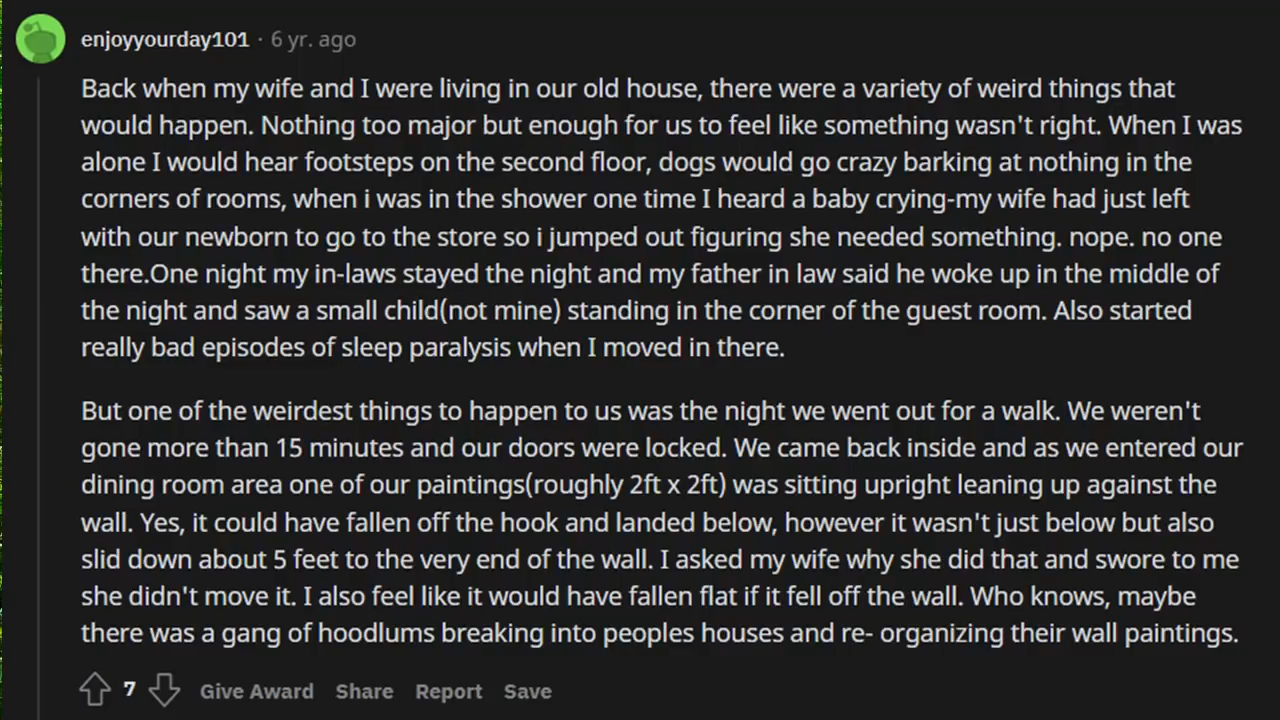 enjoyyourday101 · 6 yr. ago
Back when my wife and I were living in our old house, there were a variety of weird things that
would happen. Nothing too major but enough for us to feel like something wasn't right. When I was
alone I would hear footsteps on the second floor, dogs would go crazy barking at nothing in the
corners of rooms, when i was in the shower one time I heard a baby crying-my wife had just left
with our newborn to go to the store so i jumped out figuring she needed something. nope. no one
there.One night my in-laws stayed the night and my father in law said he woke up in the middle of
the night and saw a small child(not mine) standing in the corner of the guest room. Also started
really bad episodes of sleep paralysis when I moved in there.
But one of the weirdest things to happen to us was the night we went out for a walk. We weren't
gone more than 15 minutes and our doors were locked. We came back inside and as we entered our
dining room area one of our paintings(roughly 2ft x 2ft) was sitting upright leaning up against the
wall. Yes, it could have fallen off the hook and landed below, however it wasn't just below but also
slid down about 5 feet to the very end of the wall. I asked my wife why she did that and swore to me
she didn't move it. I also feel like it would have fallen flat if it fell off the wall. Who knows, maybe
there was a gang of hoodlums breaking into peoples houses and re- organizing their wall paintings.
7 Give Award Share Report Save